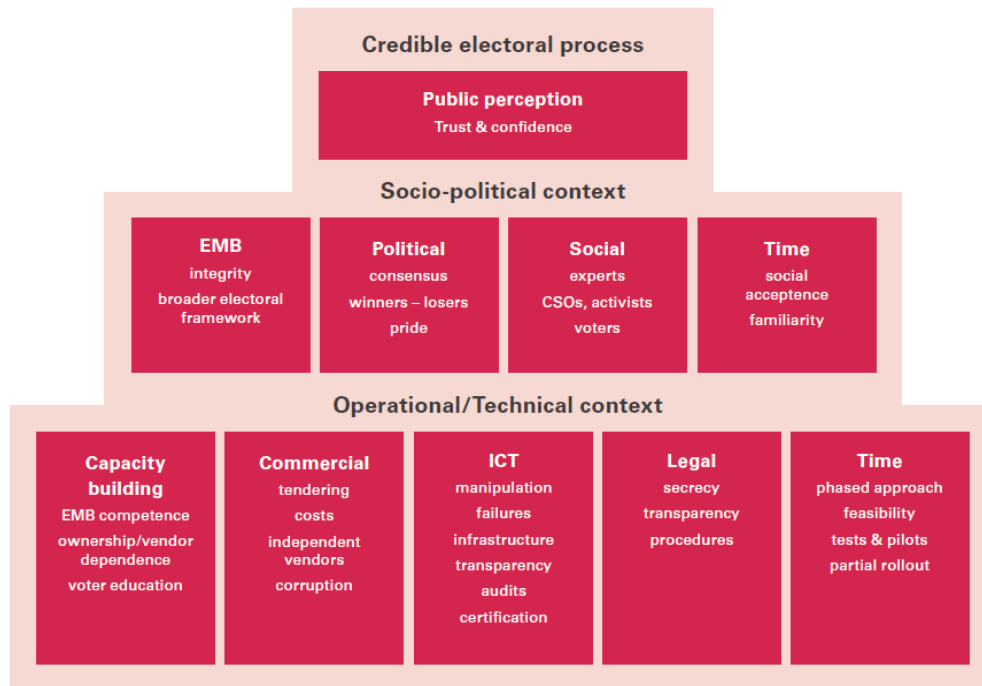 Credible electoral process
Public perception
Trust & confidence
Socio-political context
EMB
integrity
broader electoral
framework
Political
consensus
winners – losers
pride
Social
experts
CSOs, activists
voters
Time
social
acceptence
familiarity
Operational/Technical context
Capacity
building
EMB competence
ownership/vendor
dependence
voter education
Commercial
tendering
costs
independent
vendors
corruption
ICT
manipulation
failures
infrastructure
transparency
audits
certification
Legal
secrecy
transparency
procedures
Time
phased approach
feasibility
tests & pilots
partial rollout